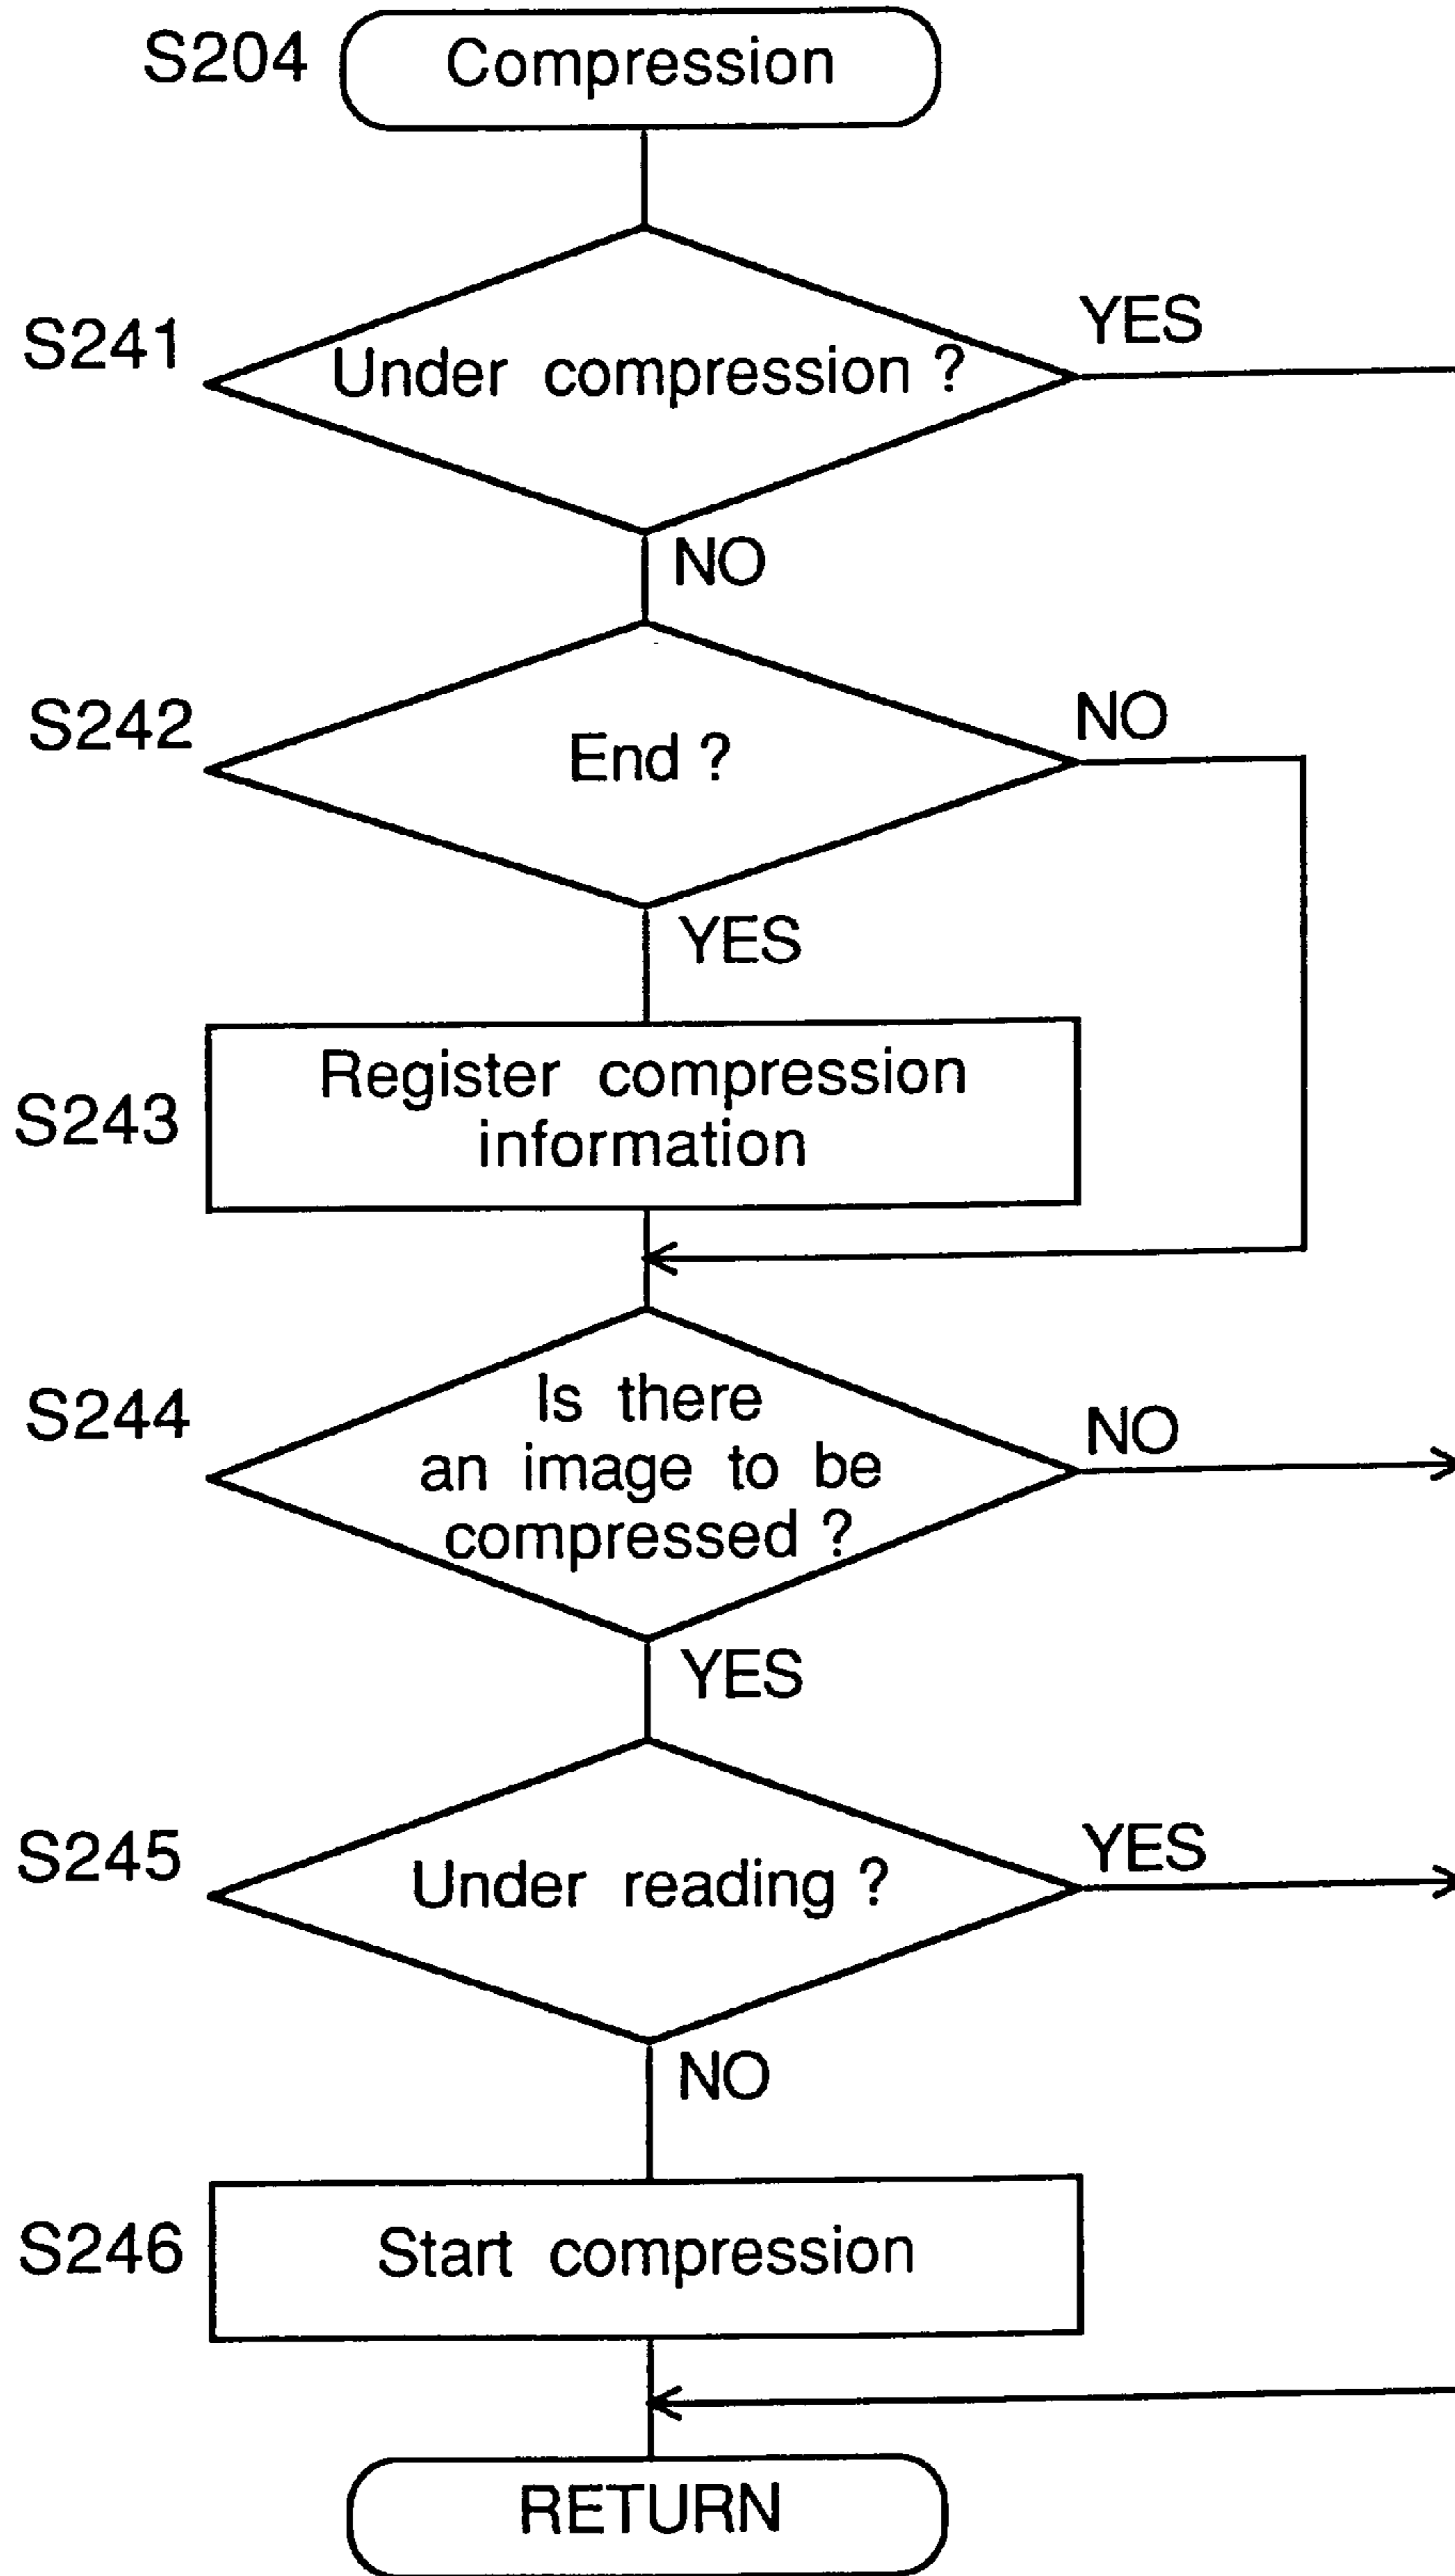 S204
Compression
S241
Under compression ?
YES
NO
S242
End ?
NO
YES
S243
Register compression
information
S244
Is there
an image to be
compressed ?
NO
YES
S245
Under reading ?
YES
NO
S246
Start compression
RETURN